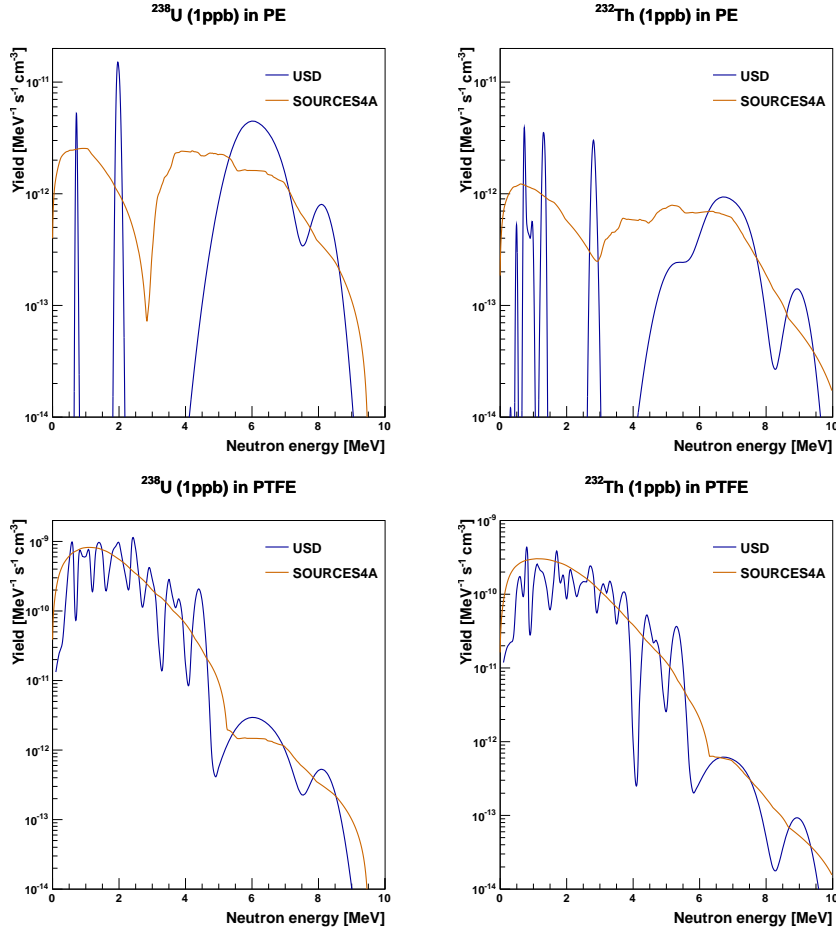 ²³⁸U (1ppb) in PE
Yield [MeV⁻¹ s⁻¹ cm⁻³]
10⁻¹¹
10⁻¹²
10⁻¹³
10⁻¹⁴
USD
SOURCES4A
0 2 4 6 8 10
Neutron energy [MeV]
²³²Th (1ppb) in PE
Yield [MeV⁻¹ s⁻¹ cm⁻³]
10⁻¹¹
10⁻¹²
10⁻¹³
10⁻¹⁴
USD
SOURCES4A
0 2 4 6 8 10
Neutron energy [MeV]
²³⁸U (1ppb) in PTFE
Yield [MeV⁻¹ s⁻¹ cm⁻³]
10⁻⁹
10⁻¹⁰
10⁻¹¹
10⁻¹²
10⁻¹³
10⁻¹⁴
USD
SOURCES4A
0 2 4 6 8 10
Neutron energy [MeV]
²³²Th (1ppb) in PTFE
Yield [MeV⁻¹ s⁻¹ cm⁻³]
10⁻⁹
10⁻¹⁰
10⁻¹¹
10⁻¹²
10⁻¹³
10⁻¹⁴
USD
SOURCES4A
0 2 4 6 8 10
Neutron energy [MeV]